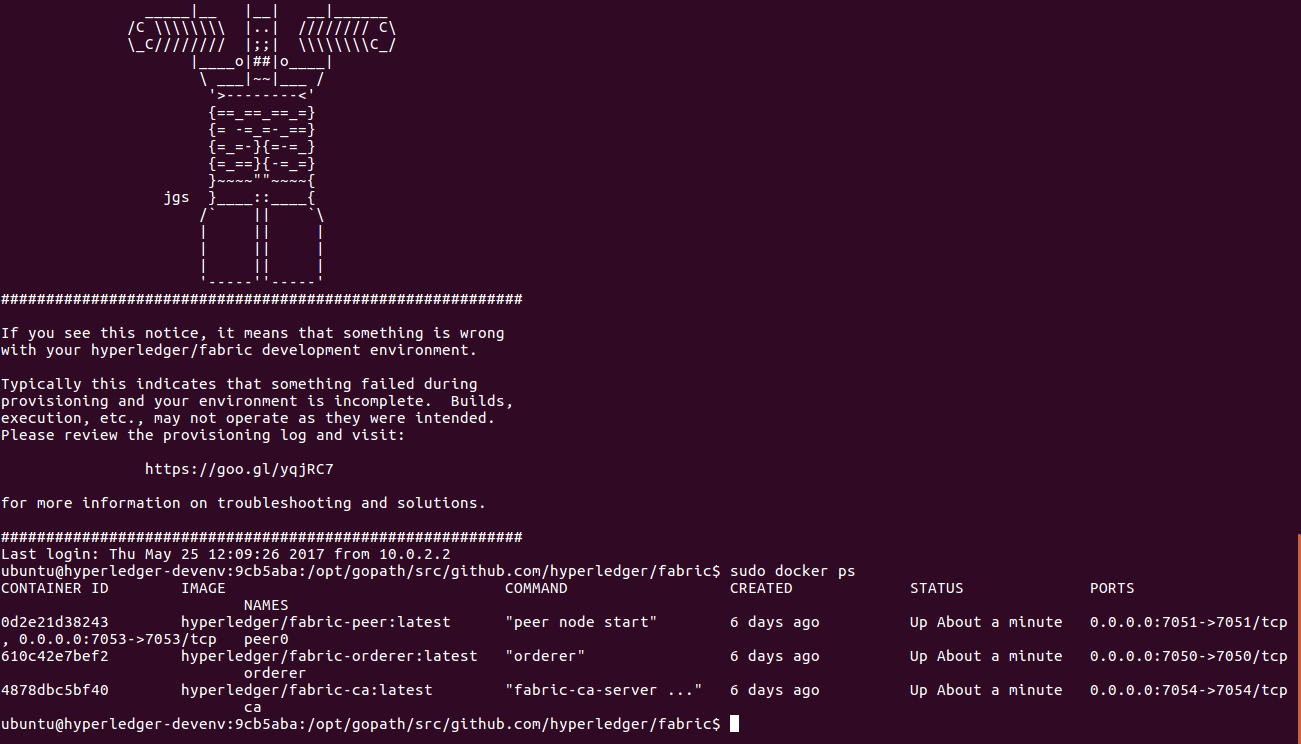 _____|__   |__|   __|______
              /C \\\\\\\\  |..|  //////// C\
              \_C////////  |;;|  \\\\\\\\C_/
                     |____o|##|o____|
                      \ ___|~~|___ /
                       '>--------<'
                       {==_==_==_=}
                       {= -=_=-_==}
                       {=_=-}{=-=_}
                       {=_==}{-=_=}
                       }~~~~""~~~~{
                  jgs  }____::____{
                      /`    ||    `\
                      |     ||     |
                      |     ||     |
                      |     ||     |
                      '-----''-----'
##########################################################
If you see this notice, it means that something is wrong
with your hyperledger/fabric development environment.
Typically this indicates that something failed during
provisioning and your environment is incomplete.  Builds,
execution, etc., may not operate as they were intended.
Please review the provisioning log and visit:
                https://goo.gl/yqjRC7
for more information on troubleshooting and solutions.
##########################################################
Last login: Thu May 25 12:09:26 2017 from 10.0.2.2
ubuntu@hyperledger-devenv:9cb5aba:/opt/gopath/src/github.com/hyperledger/fabric$ sudo docker ps
CONTAINER ID        IMAGE                               COMMAND                  CREATED             STATUS              PORTS
                           NAMES
0d2e21d38243        hyperledger/fabric-peer:latest      "peer node start"        6 days ago          Up About a minute   0.0.0.0:7051->7051/tcp
, 0.0.0.0:7053->7053/tcp   peer0
610c42e7bef2        hyperledger/fabric-orderer:latest   "orderer"                6 days ago          Up About a minute   0.0.0.0:7050->7050/tcp
                           orderer
4878dbc5bf40        hyperledger/fabric-ca:latest        "fabric-ca-server ..."   6 days ago          Up About a minute   0.0.0.0:7054->7054/tcp
                           ca
ubuntu@hyperledger-devenv:9cb5aba:/opt/gopath/src/github.com/hyperledger/fabric$